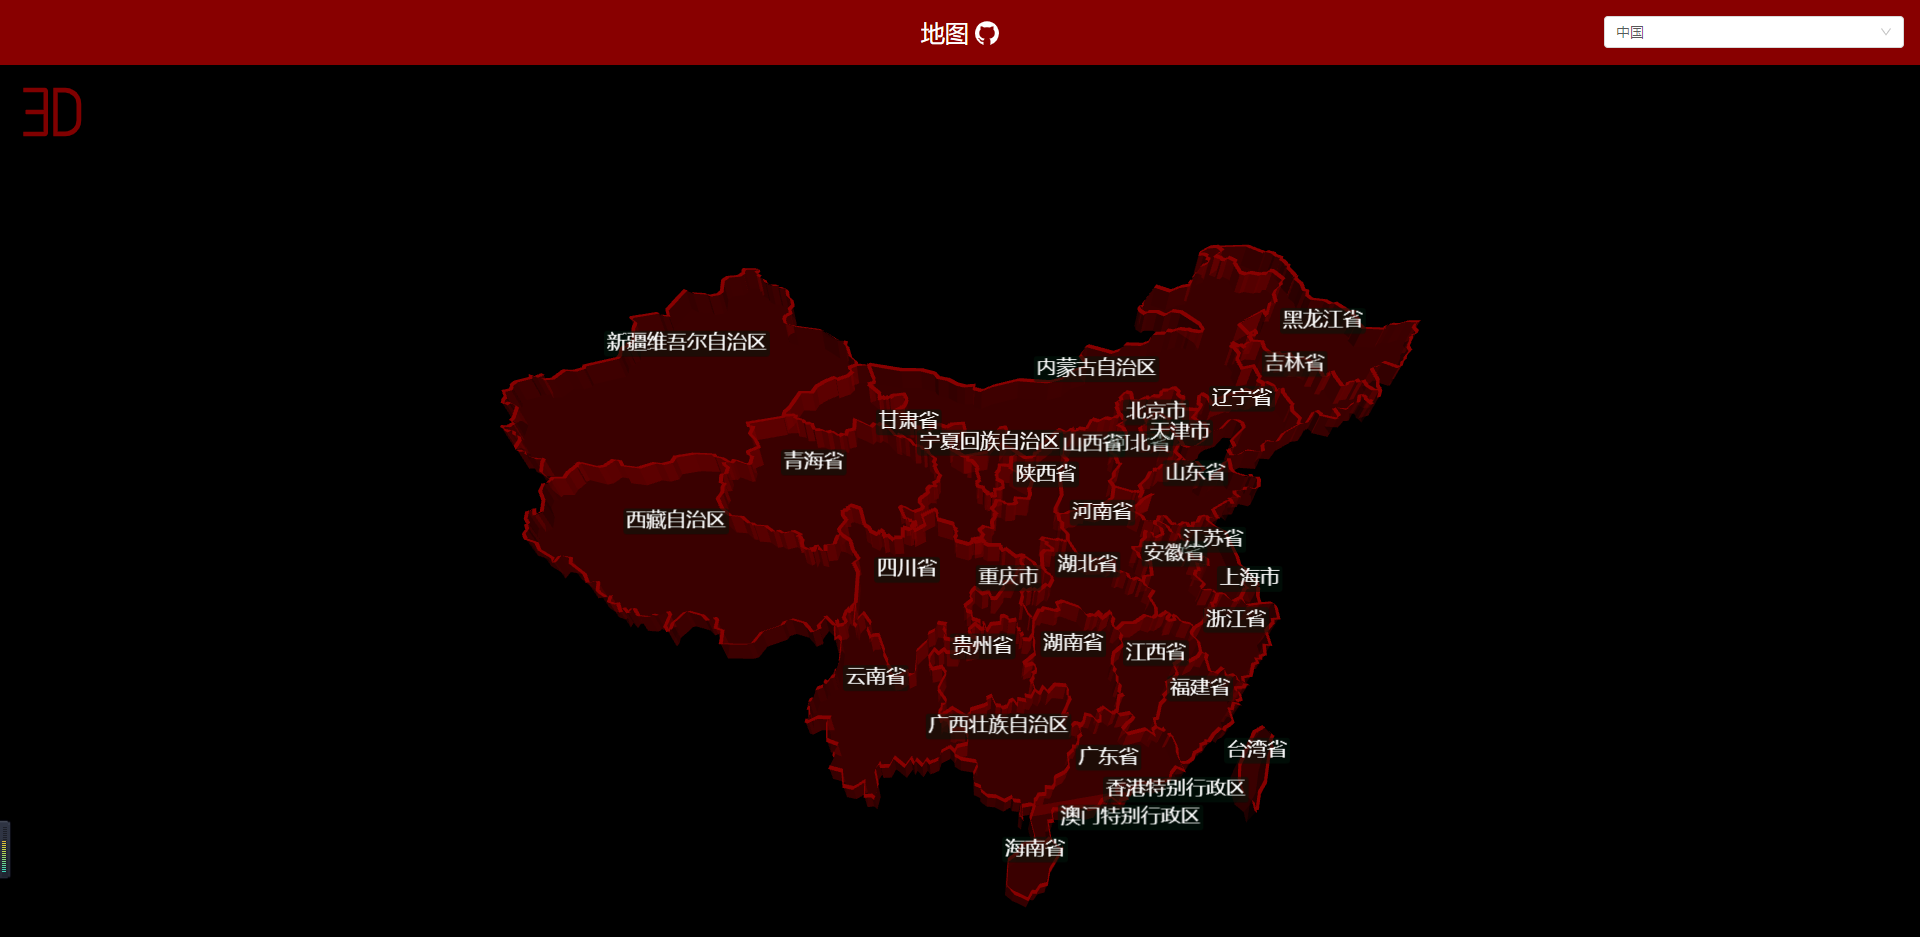 地图
中国
3D
黑龙江省
新疆维吾尔自治区
吉林省
内蒙古自治区
辽宁省
北京市
甘肃省
天津市
宁夏回族自治区
山西省
河北省
青海省
陕西省
山东省
河南省
西藏自治区
江苏省
安徽省
湖北省
四川省
重庆市
上海市
浙江省
湖南省
贵州省
江西省
云南省
福建省
广西壮族自治区
台湾省
广东省
香港特别行政区
澳门特别行政区
海南省